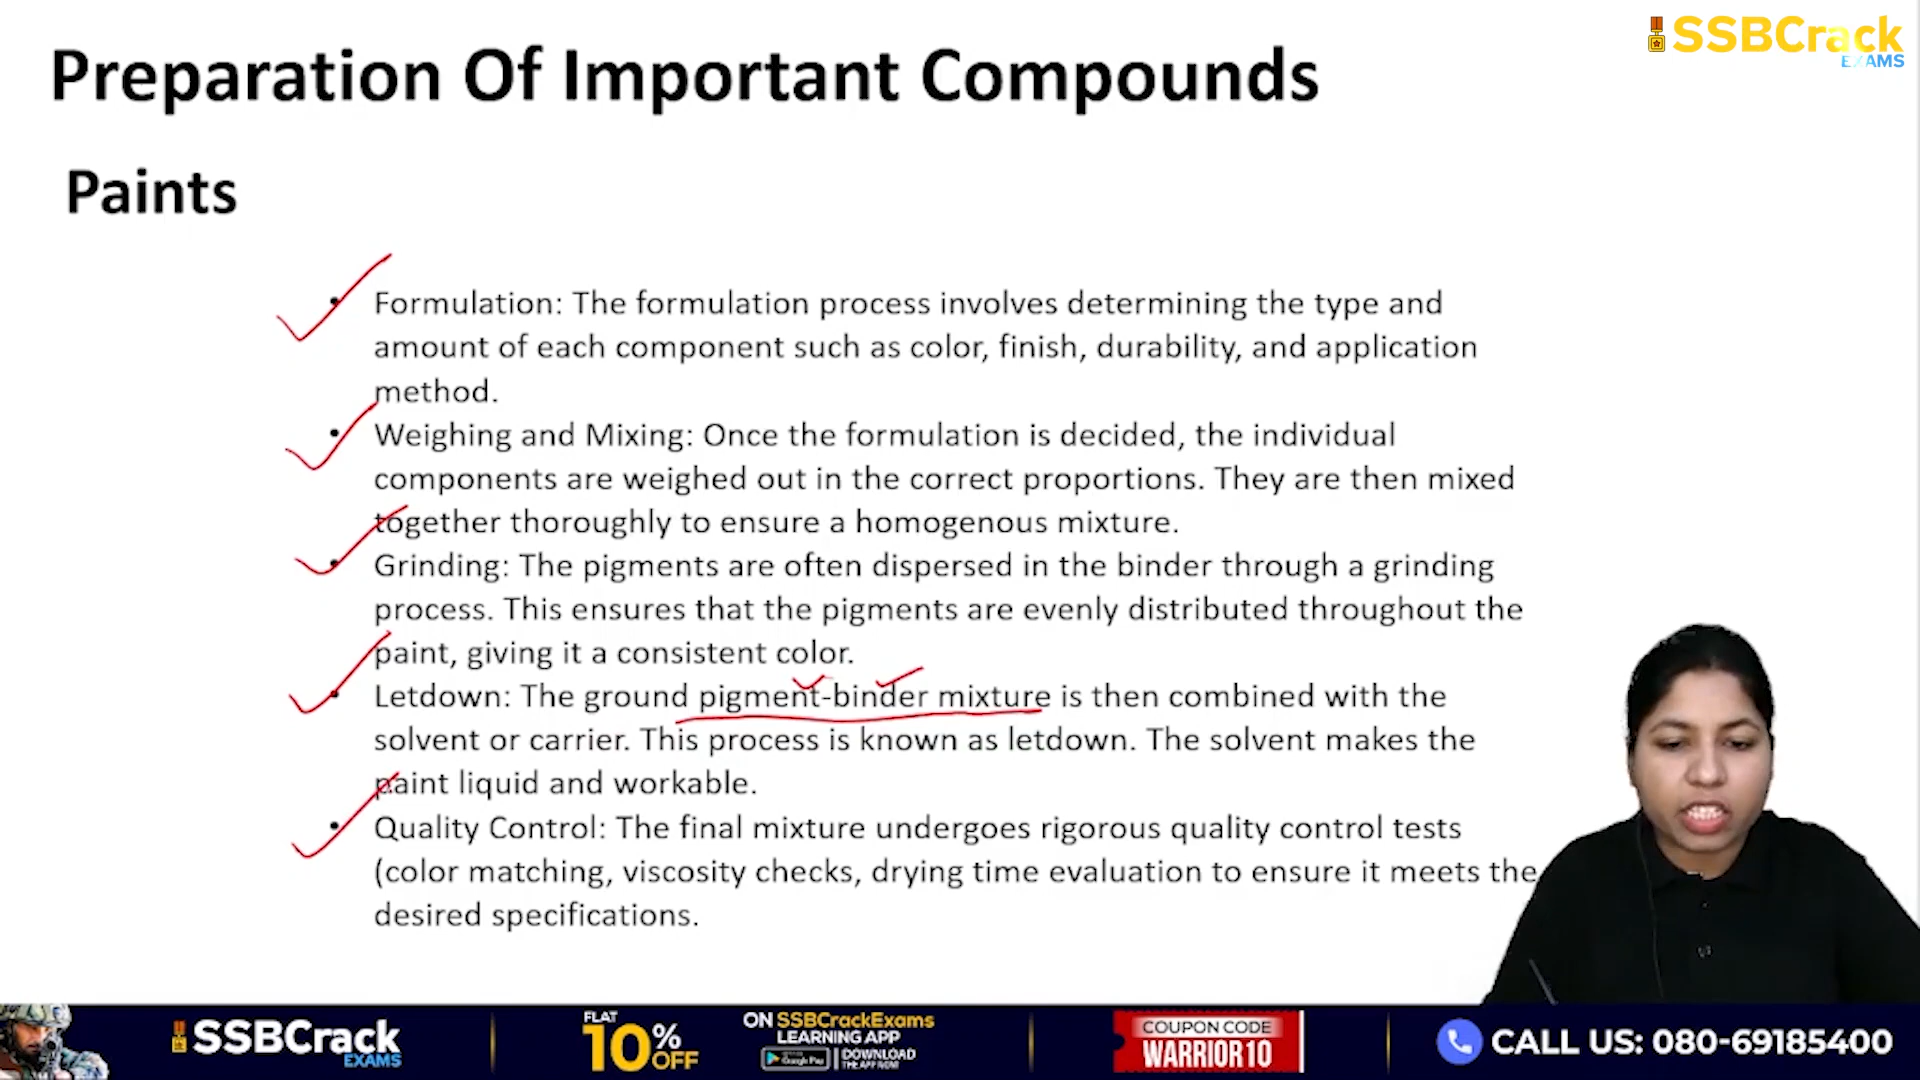 SSBCrack
EXAMS
Preparation Of Important Compounds
Paints
• Formulation: The formulation process involves determining the type and
amount of each component such as color, finish, durability, and application
method.
• Weighing and Mixing: Once the formulation is decided, the individual
components are weighed out in the correct proportions. They are then mixed
together thoroughly to ensure a homogenous mixture.
• Grinding: The pigments are often dispersed in the binder through a grinding
process. This ensures that the pigments are evenly distributed throughout the
paint, giving it a consistent color.
• Letdown: The ground pigment-binder mixture is then combined with the
solvent or carrier. This process is known as letdown. The solvent makes the
paint liquid and workable.
• Quality Control: The final mixture undergoes rigorous quality control tests
(color matching, viscosity checks, drying time evaluation to ensure it meets the
desired specifications.
SSBCrack
EXAMS
FLAT
10% OFF
ON SSBCrackExams
LEARNING APP
Google Play
DOWNLOAD
THE APP NOW
COUPON CODE
WARRIOR10
CALL US: 080-69185400